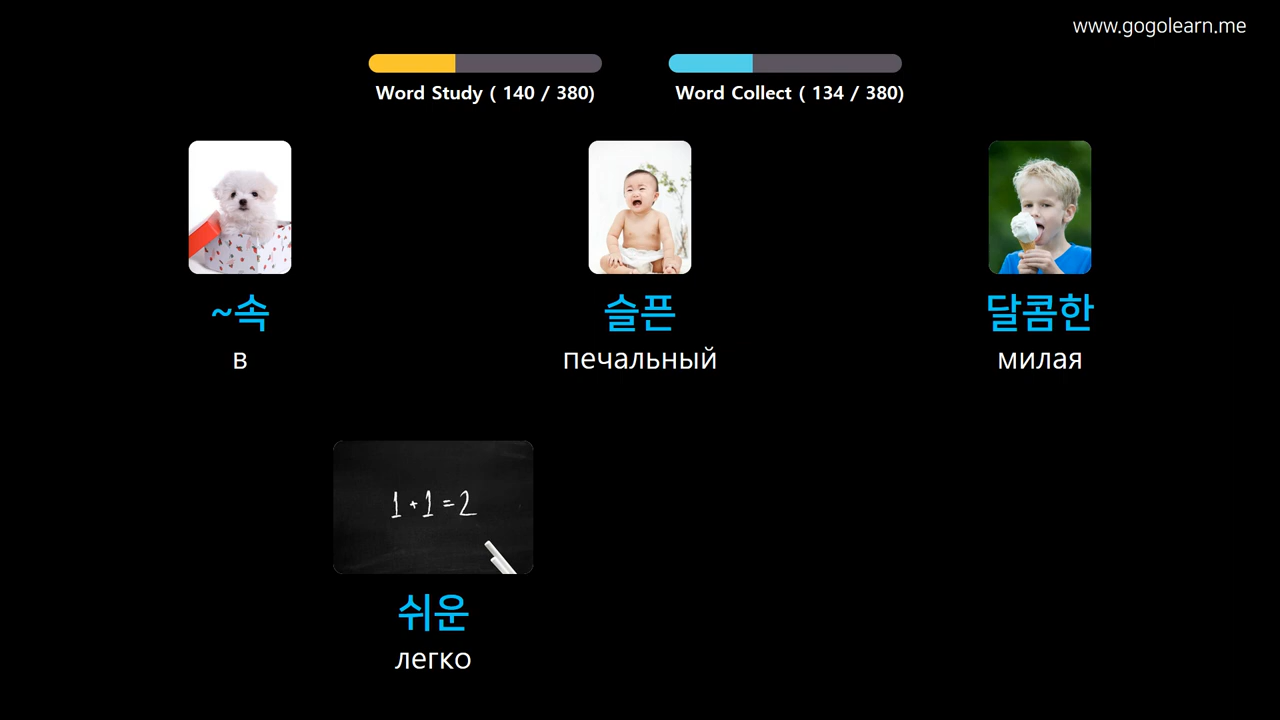 www.gogolearn.me
Word Study ( 140 / 380)
Word Collect ( 134 / 380)
~속
슬픈
달콤한
в
печальный
милая
1+1=2
쉬운
легко